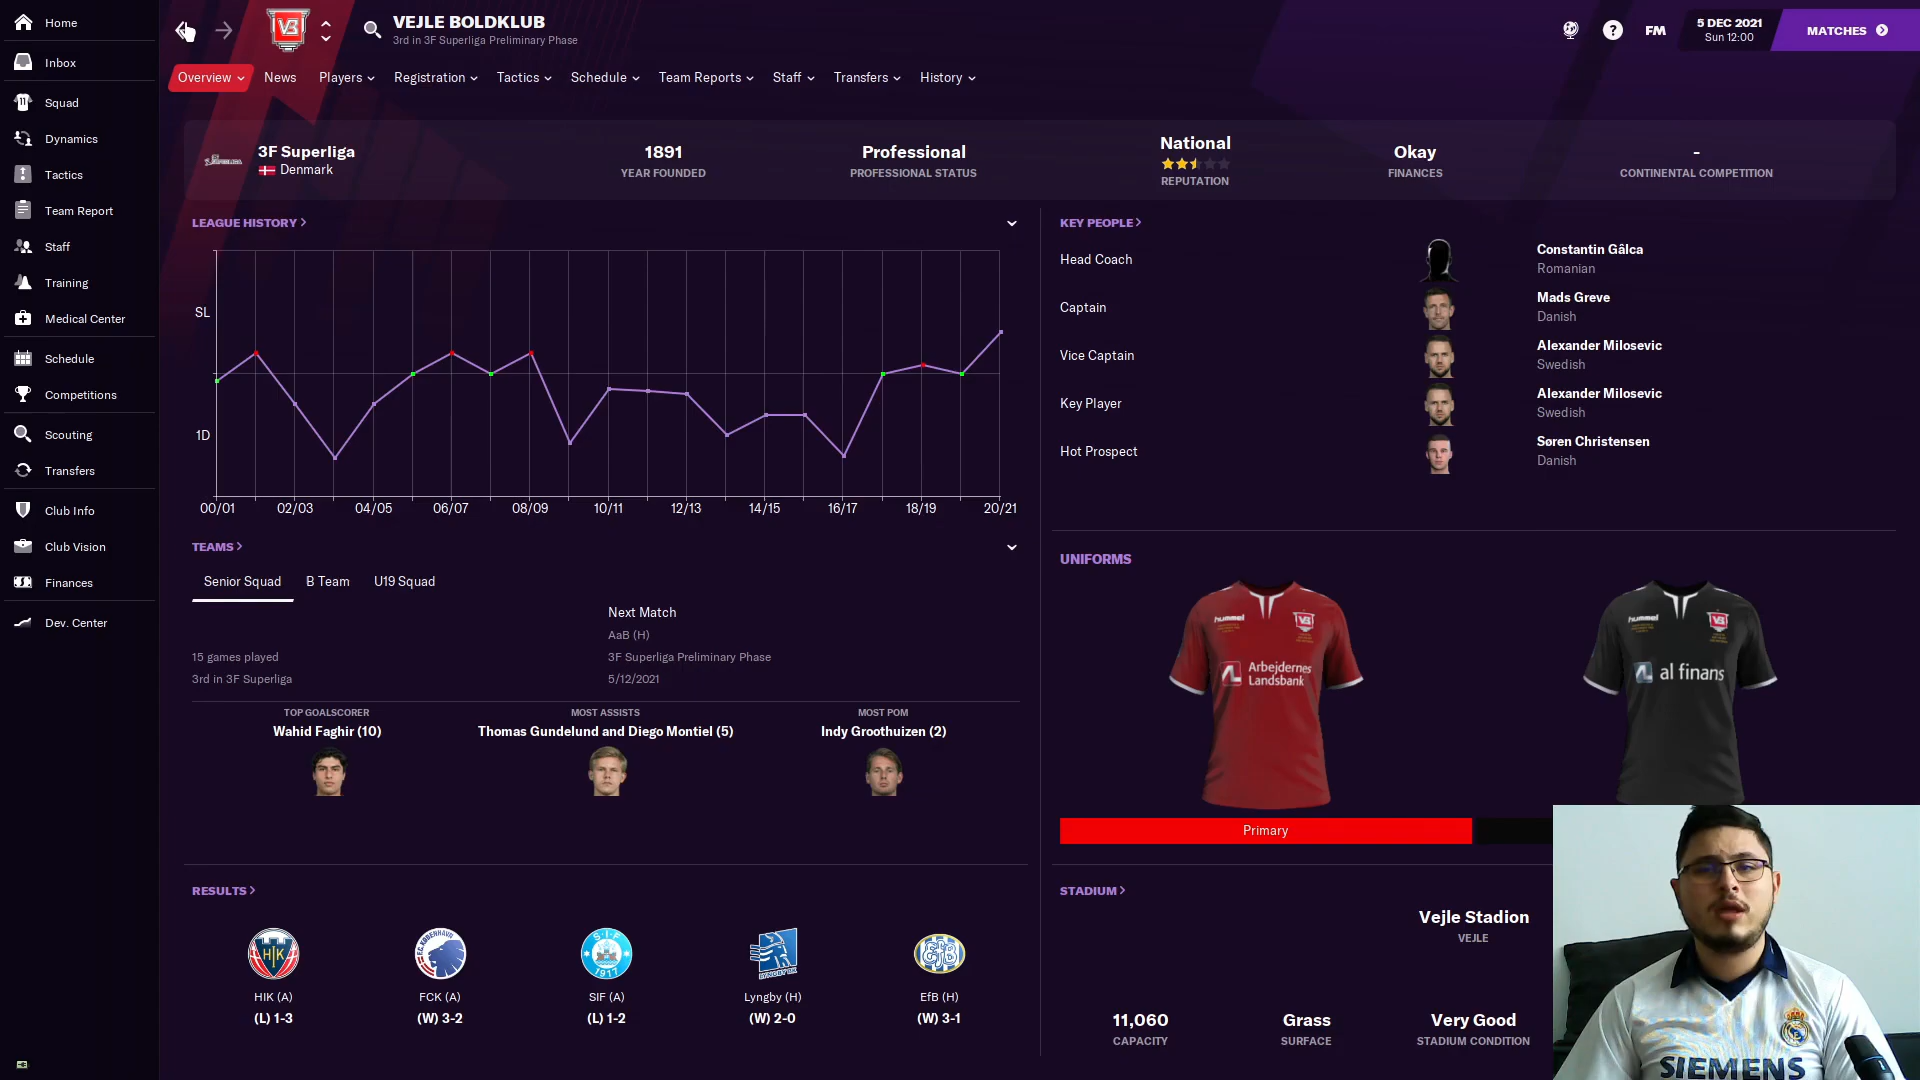 Home
Inbox
Squad
Dynamics
Tactics
Team Report
Staff
Training
Medical Center
Schedule
Competitions
Scouting
Transfers
Club Info
Club Vision
Finances
Dev. Center
VEJLE BOLDKLUB
3rd in 3F Superliga Preliminary Phase
? FM
5 DEC 2021
Sun 12:00
MATCHES
Overview News Players Registration Tactics Schedule Team Reports Staff Transfers History
3F Superliga
Denmark
1891
YEAR FOUNDED
Professional
PROFESSIONAL STATUS
National
REPUTATION
Okay
FINANCES
-
CONTINENTAL COMPETITION
LEAGUE HISTORY
SL
1D
00/01 02/03 04/05 06/07 08/09 10/11 12/13 14/15 16/17 18/19 20/21
TEAMS
Senior Squad B Team U19 Squad
15 games played
3rd in 3F Superliga
Next Match
AaB (H)
3F Superliga Preliminary Phase
5/12/2021
TOP GOALSCORER
Wahid Faghir (10)
MOST ASSISTS
Thomas Gundelund and Diego Montiel (5)
MOST POM
Indy Groothuizen (2)
RESULTS
HIK
HIK (A)
(L) 1-3
F.C. KØBENHAVN
FCK (A)
(W) 3-2
S.I.F
1917
SIF (A)
(L) 1-2
LYNGBY BK
Lyngby (H)
(W) 2-0
EfB
EfB (H)
(W) 3-1
KEY PEOPLE
Head Coach
Constantin Gâlca
Romanian
Captain
Mads Greve
Danish
Vice Captain
Alexander Milosevic
Swedish
Key Player
Alexander Milosevic
Swedish
Hot Prospect
Søren Christensen
Danish
UNIFORMS
hummel VB
Arbejdernes
Landsbank
hummel VB
al finans
Primary
STADIUM
Vejle Stadion
VEJLE
11,060
CAPACITY
Grass
SURFACE
Very Good
STADIUM CONDITION
SIEMENS